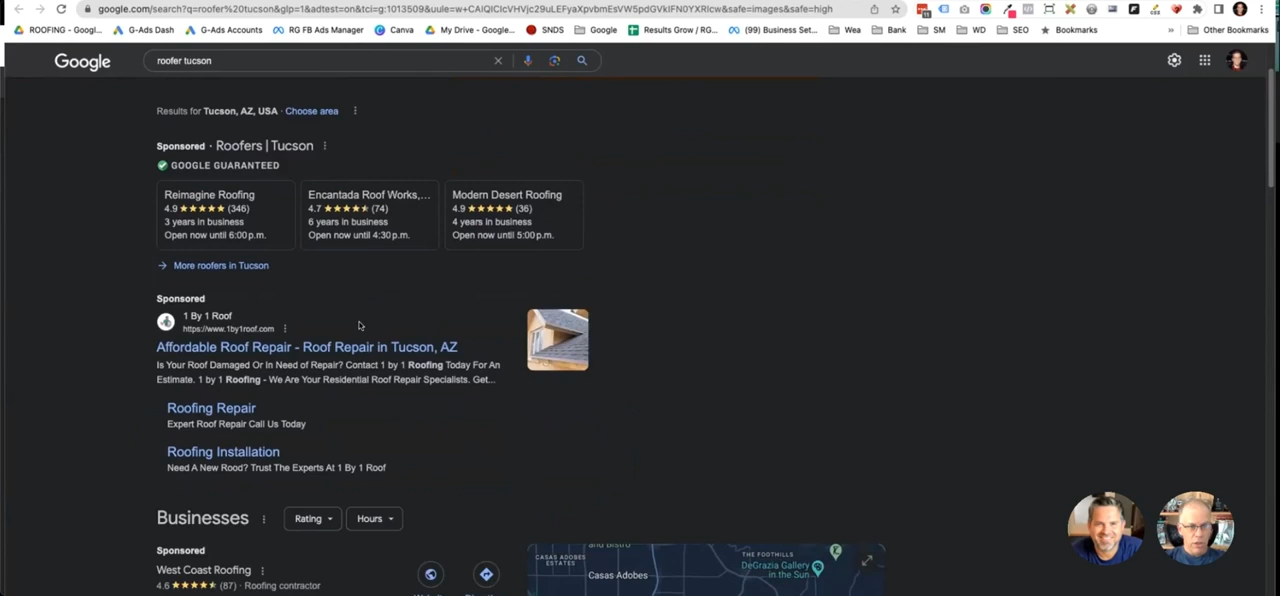 google.com/search?q=roofer%20tucson&glp=1&adtest=on&tci=g:1013509&uule=w+CAIQICIcVHVjc29uLEFyaXpvbmEsVW5pdGVkIFN0YXRlcw&safe=images&safe=high
ROOFING - Googl...
G-Ads Dash
G-Ads Accounts
RG FB Ads Manager
Canva
My Drive - Google...
SNDS
Google
Results Grow / RG...
(99) Business Set...
Wea
Bank
SM
WD
SEO
Bookmarks
»
Other Bookmarks
Google
roofer tucson
Results for Tucson, AZ, USA · Choose area
Sponsored · Roofers | Tucson
GOOGLE GUARANTEED
Reimagine Roofing
4.9 ★★★★★ (346)
3 years in business
Open now until 6:00 p.m.
Encantada Roof Works,...
4.7 ★★★★★ (74)
6 years in business
Open now until 4:30 p.m.
Modern Desert Roofing
4.9 ★★★★★ (36)
4 years in business
Open now until 5:00 p.m.
→ More roofers in Tucson
Sponsored
1 By 1 Roof
https://www.1by1roof.com
Affordable Roof Repair - Roof Repair in Tucson, AZ
Is Your Roof Damaged Or In Need of Repair? Contact 1 by 1 Roofing Today For An
Estimate. 1 by 1 Roofing - We Are Your Residential Roof Repair Specialists. Get...
Roofing Repair
Expert Roof Repair Call Us Today
Roofing Installation
Need A New Rood? Trust The Experts At 1 By 1 Roof
Businesses
Rating
Hours
Sponsored
West Coast Roofing
4.6 ★★★★★ (87) · Roofing contractor
and Bistro
CASAS ADOBES
ESTATES
Casas Adobes
THE FOOTHILLS
DeGrazia Gallery
in the Sun